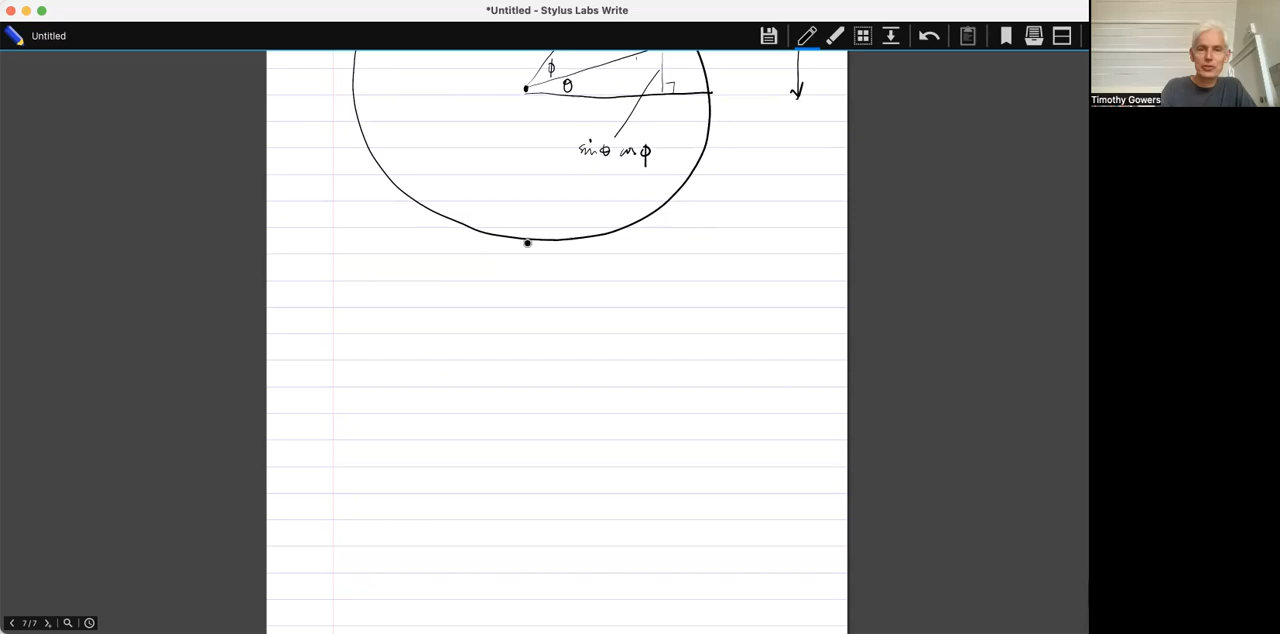 *Untitled - Stylus Labs Write
Untitled
ϕ
θ
sin θ cos ϕ
Timothy Gowers
7/7